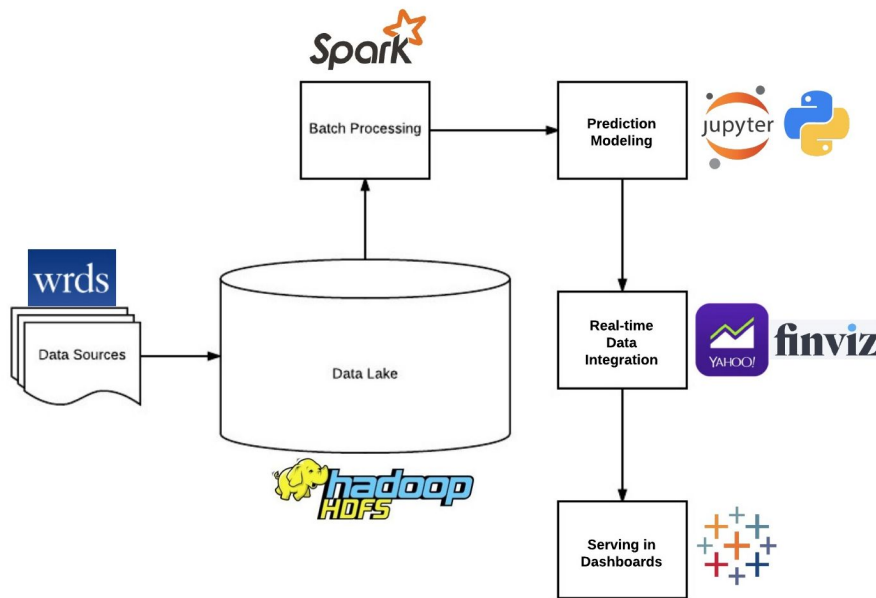 Spark
Batch Processing
Prediction
Modeling
jupyter
wrds
Data Sources
Data Lake
Real-time
Data
Integration
YAHOO!
finviz
hadoop
HDFS
Serving in
Dashboards